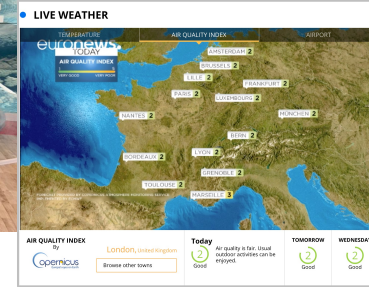 LIVE WEATHER
TEMPERATURE
AIR QUALITY INDEX
AIRPORT
euronews.
TODAY
AIR QUALITY INDEX
VERY GOOD
VERY POOR
AMSTERDAM 2
BRUSSELS 2
LILLE 2
FRANKFURT 2
PARIS 2
LUXEMBOURG 2
NANTES 2
MÜNCHEN 2
BERN 2
LYON 2
BORDEAUX 2
GRENOBLE 2
TOULOUSE 2
MARSEILLE 3
AIR QUALITY INDEX
By
Copernicus
London, United Kingdom
Browse other towns
Today
2
Good
Air quality is fair. Usual
outdoor activities can be
enjoyed.
TOMORROW
2
Good
WEDNESDAY
2
Good